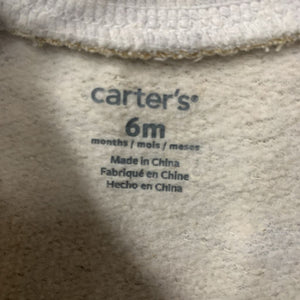 carter's®
6m
months / mois / meses
Made in China
Fabriqué en Chine
Hecho en China